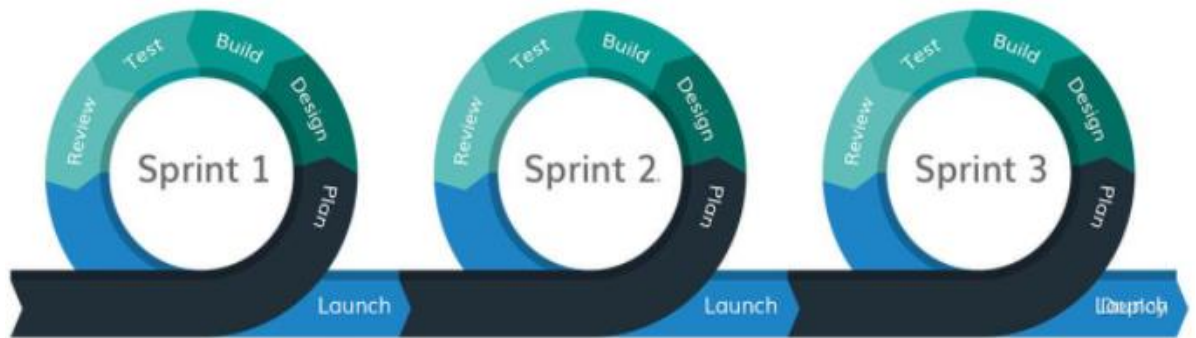 Test
Build
Design
Review
Sprint 1
Plan
Launch
Test
Build
Design
Review
Sprint 2.
Plan
Launch
Test
Build
Design
Review
Sprint 3
Plan